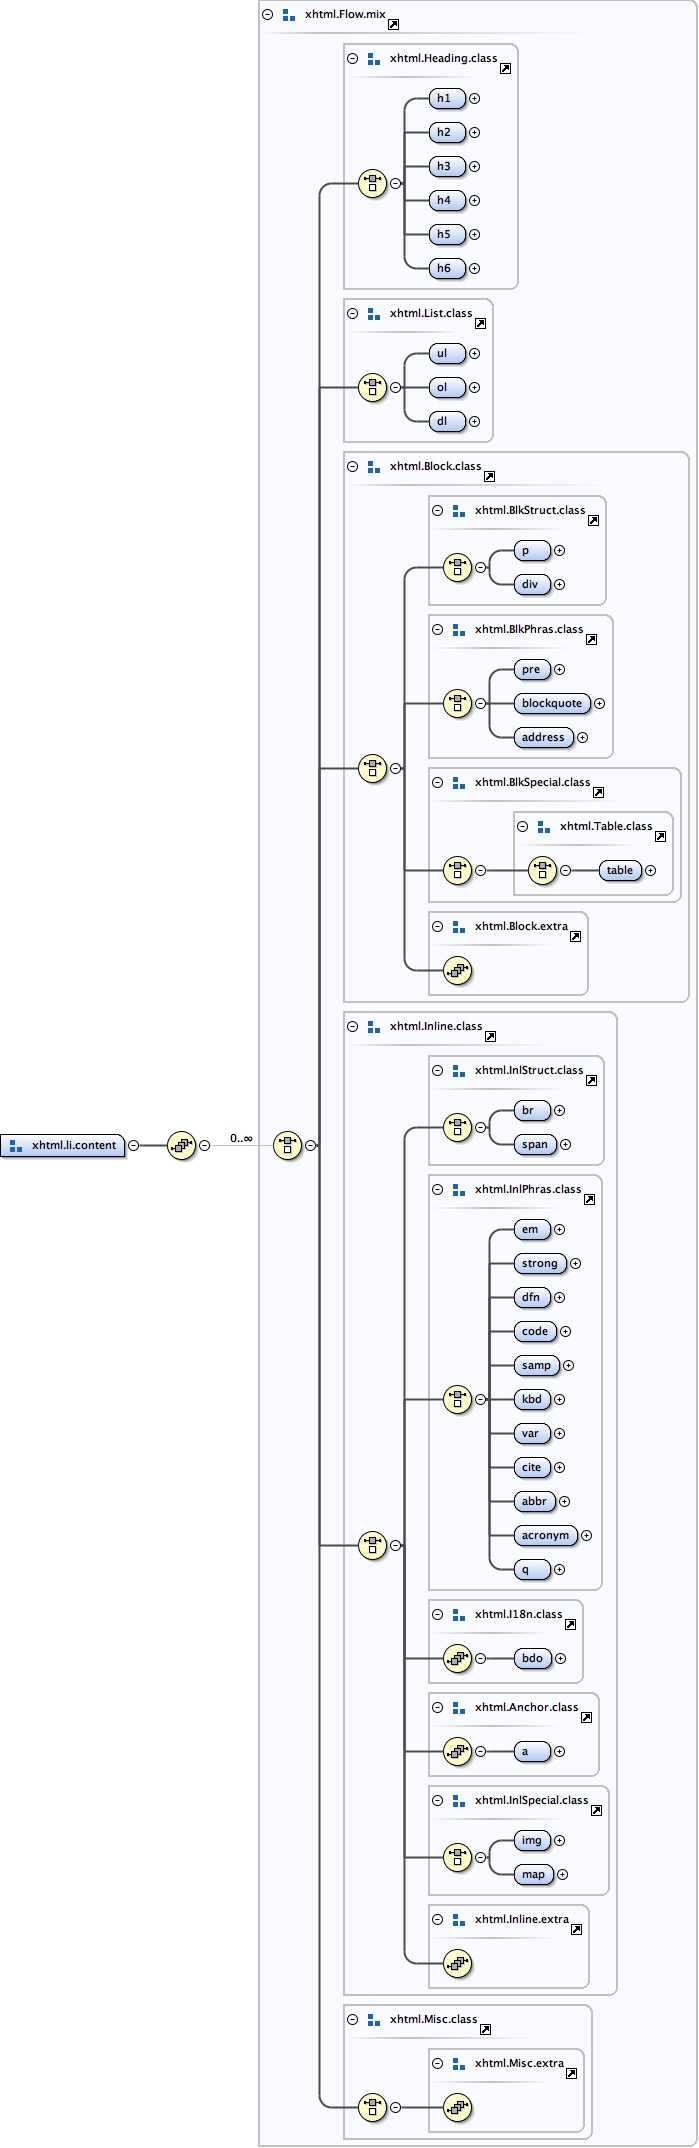 xhtml.Flow.mix
xhtml.Heading.class
h1
h2
h3
h4
h5
h6
xhtml.List.class
ul
ol
dl
xhtml.Block.class
xhtml.BlkStruct.class
p
div
xhtml.BlkPhras.class
pre
blockquote
address
xhtml.BlkSpecial.class
xhtml.Table.class
table
xhtml.Block.extra
xhtml.Inline.class
xhtml.InlStruct.class
br
xhtml.li.content
0..∞
span
xhtml.InlPhras.class
em
strong
dfn
code
samp
kbd
var
cite
abbr
acronym
q
xhtml.I18n.class
bdo
xhtml.Anchor.class
a
xhtml.InlSpecial.class
img
map
xhtml.Inline.extra
xhtml.Misc.class
xhtml.Misc.extra